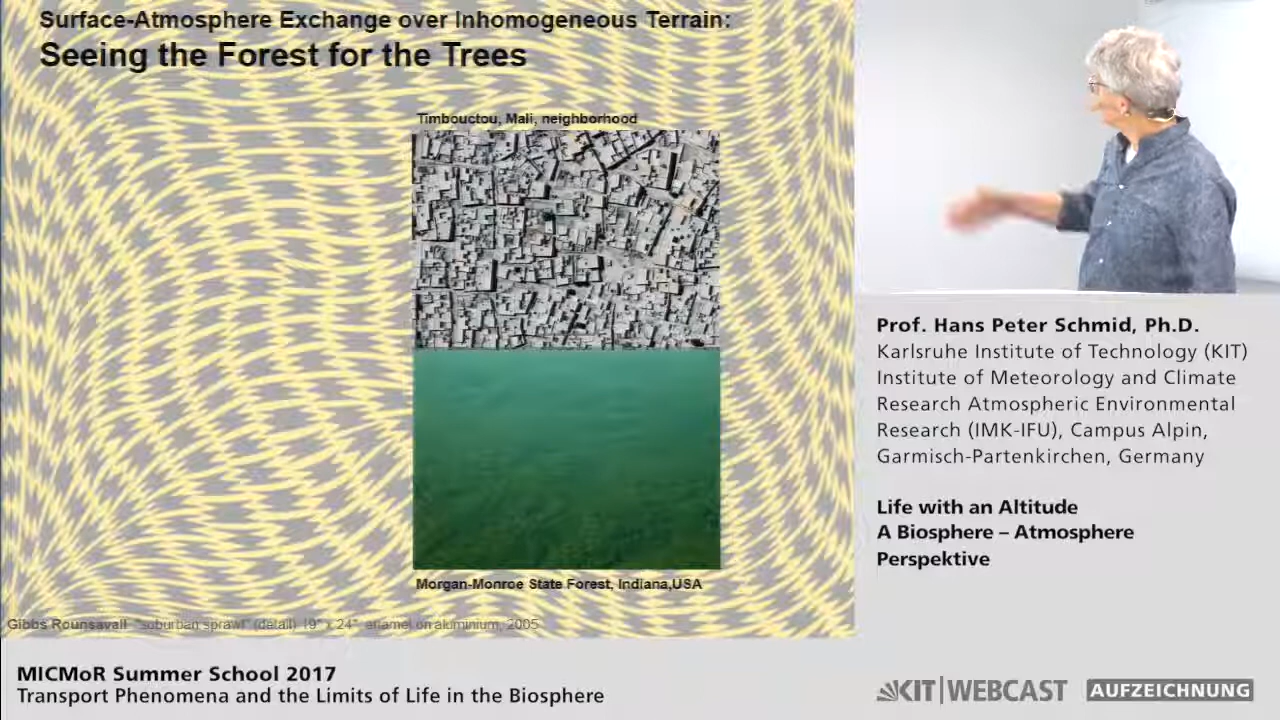 Surface-Atmosphere Exchange over Inhomogeneous Terrain:
Seeing the Forest for the Trees
Timbouctou, Mali, neighborhood
Morgan-Monroe State Forest, Indiana,USA
Gibbs Rounsavall "suburban sprawl" (detail) 19" x 24", enamel on aluminium, 2005
Prof. Hans Peter Schmid, Ph.D.
Karlsruhe Institute of Technology (KIT)
Institute of Meteorology and Climate
Research Atmospheric Environmental
Research (IMK-IFU), Campus Alpin,
Garmisch-Partenkirchen, Germany
Life with an Altitude
A Biosphere – Atmosphere
Perspektive
MICMoR Summer School 2017
Transport Phenomena and the Limits of Life in the Biosphere
KIT|WEBCAST
AUFZEICHNUNG